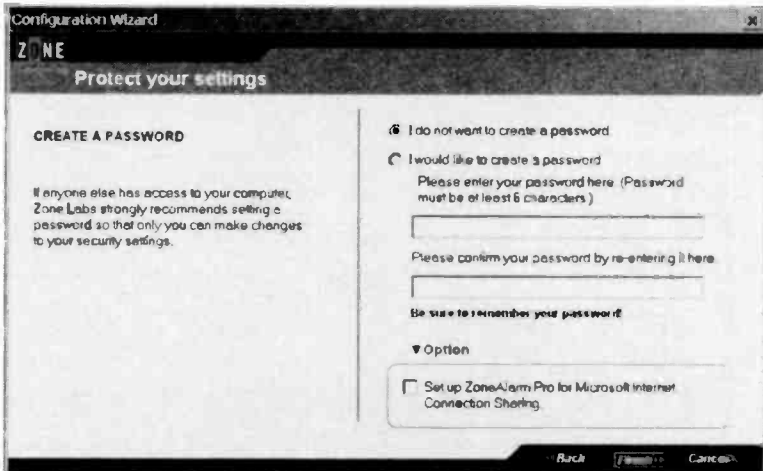 Configuration Wizard
Z NE
Protect your settings
CREATE A PASSWORD
If anyone else has access to your computer,
Zone Labs strongly recommends setting a
password so that only you can make changes
to your security settings.
I do not want to create a password.
I would like to create a password
Please enter your password here. (Password
must be at least 6 characters.)
Please confirm your password by re-entering it here.
Be sure to remember your password!
▼ Option
Set up ZoneAlarm Pro for Microsoft Internet
Connection Sharing.
Back
Cancel